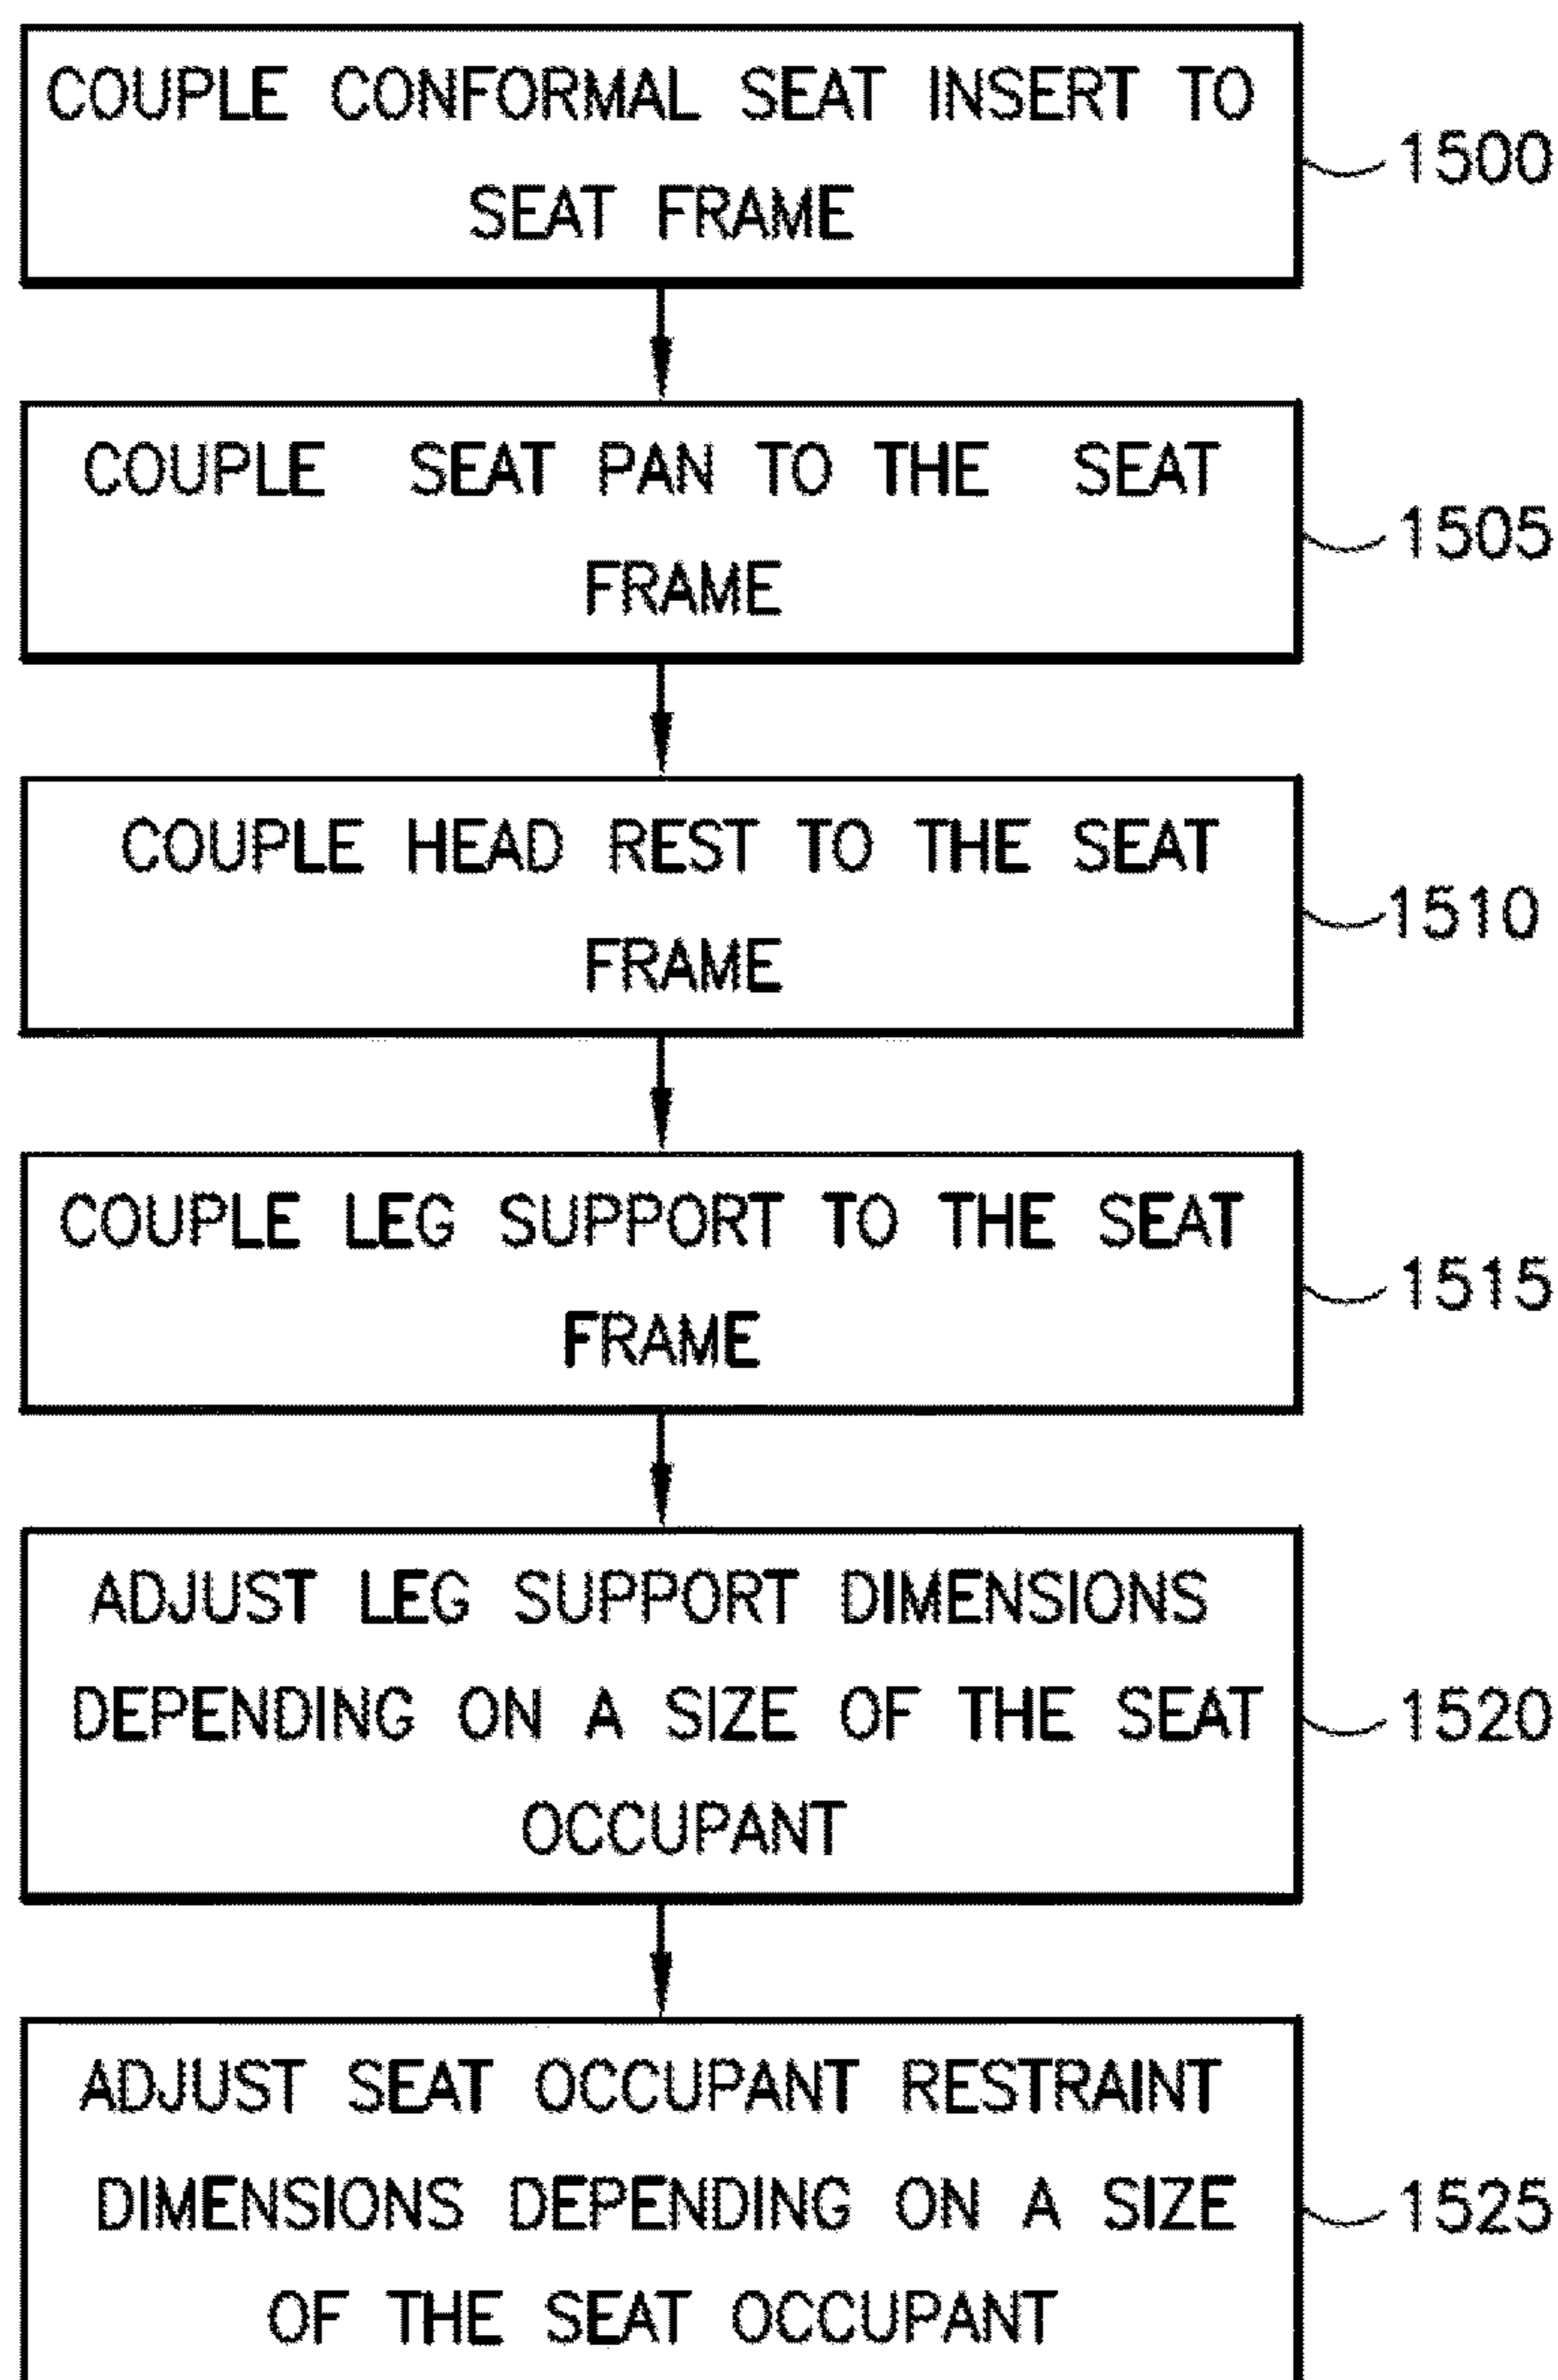 COUPLE CONFORMAL SEAT INSERT TO
SEAT FRAME
1500
COUPLE SEAT PAN TO THE SEAT
FRAME
1505
COUPLE HEAD REST TO THE SEAT
FRAME
1510
COUPLE LEG SUPPORT TO THE SEAT
FRAME
1515
ADJUST LEG SUPPORT DIMENSIONS
DEPENDING ON A SIZE OF THE SEAT
OCCUPANT
1520
ADJUST SEAT OCCUPANT RESTRAINT
DIMENSIONS DEPENDING ON A SIZE
OF THE SEAT OCCUPANT
1525